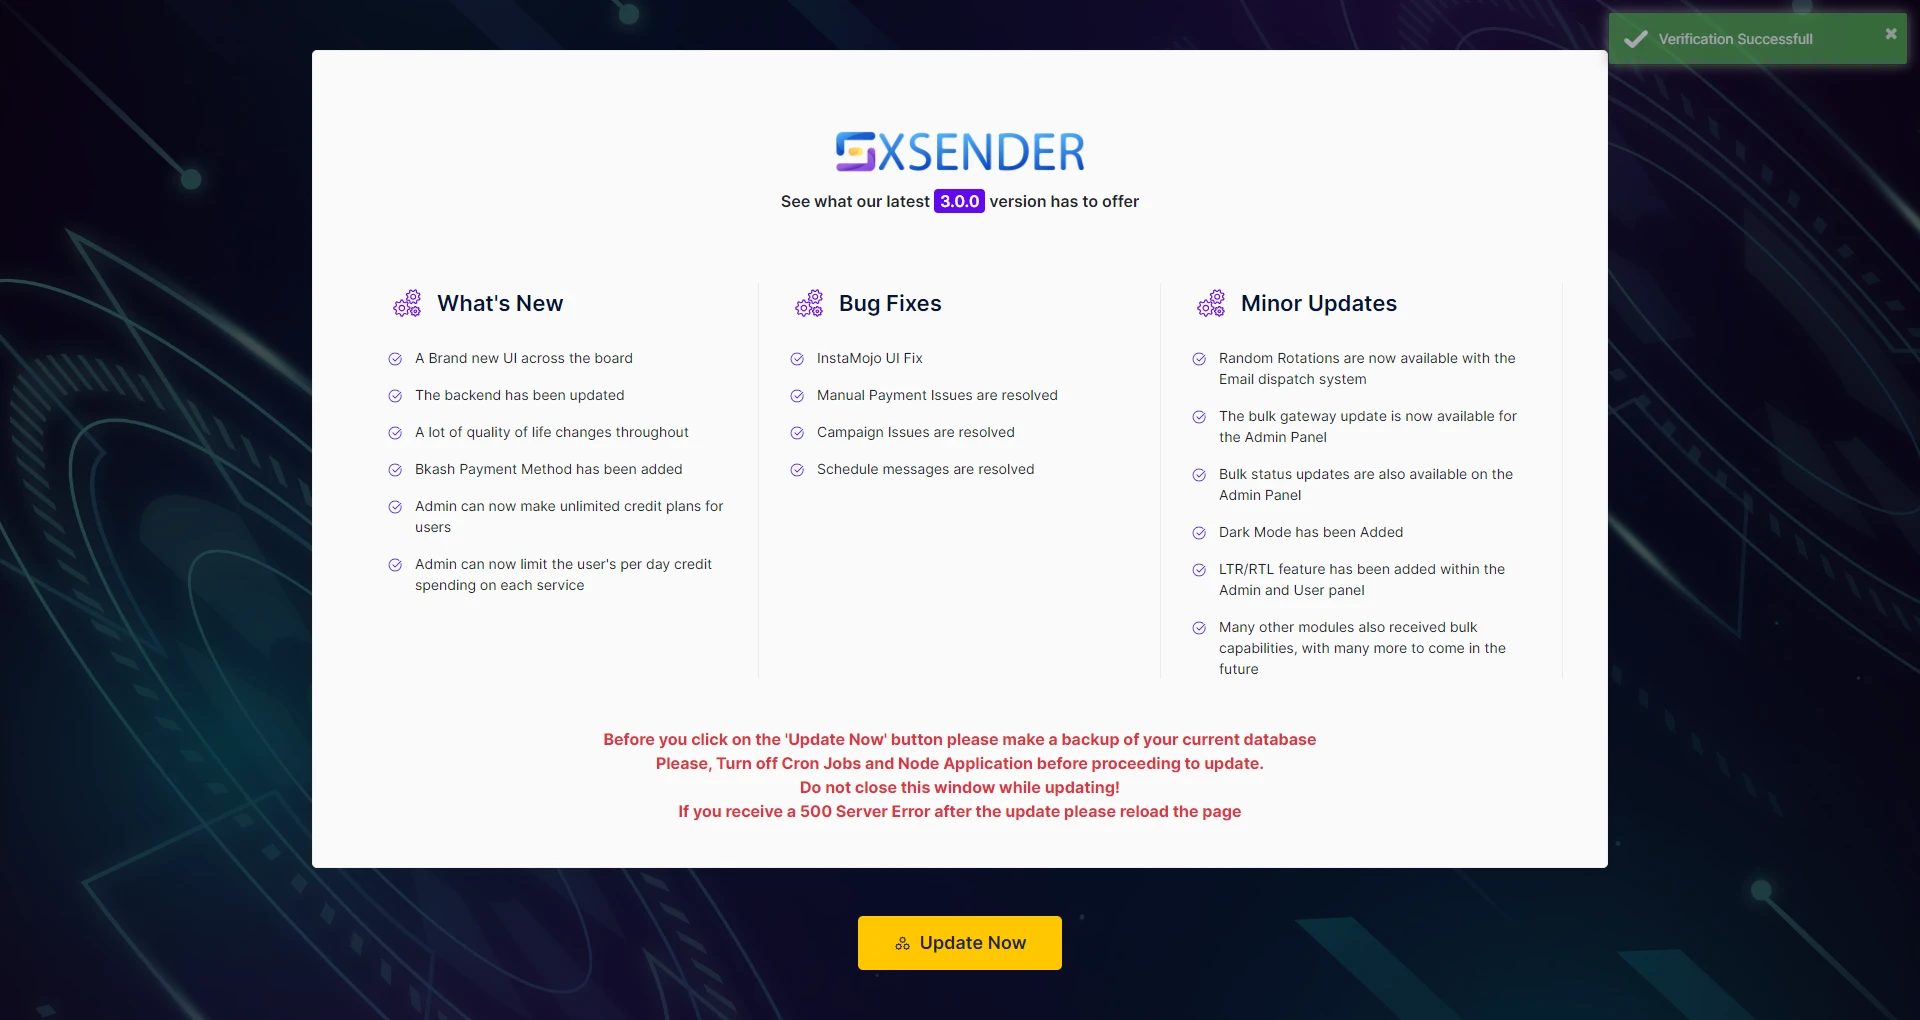 Verification Successfull
XSENDER
See what our latest 3.0.0 version has to offer
What's New
A Brand new UI across the board
The backend has been updated
A lot of quality of life changes throughout
Bkash Payment Method has been added
Admin can now make unlimited credit plans for
users
Admin can now limit the user's per day credit
spending on each service
Bug Fixes
InstaMojo UI Fix
Manual Payment Issues are resolved
Campaign Issues are resolved
Schedule messages are resolved
Minor Updates
Random Rotations are now available with the
Email dispatch system
The bulk gateway update is now available for
the Admin Panel
Bulk status updates are also available on the
Admin Panel
Dark Mode has been Added
LTR/RTL feature has been added within the
Admin and User panel
Many other modules also received bulk
capabilities, with many more to come in the
future
Before you click on the 'Update Now' button please make a backup of your current database
Please, Turn off Cron Jobs and Node Application before proceeding to update.
Do not close this window while updating!
If you receive a 500 Server Error after the update please reload the page
Update Now